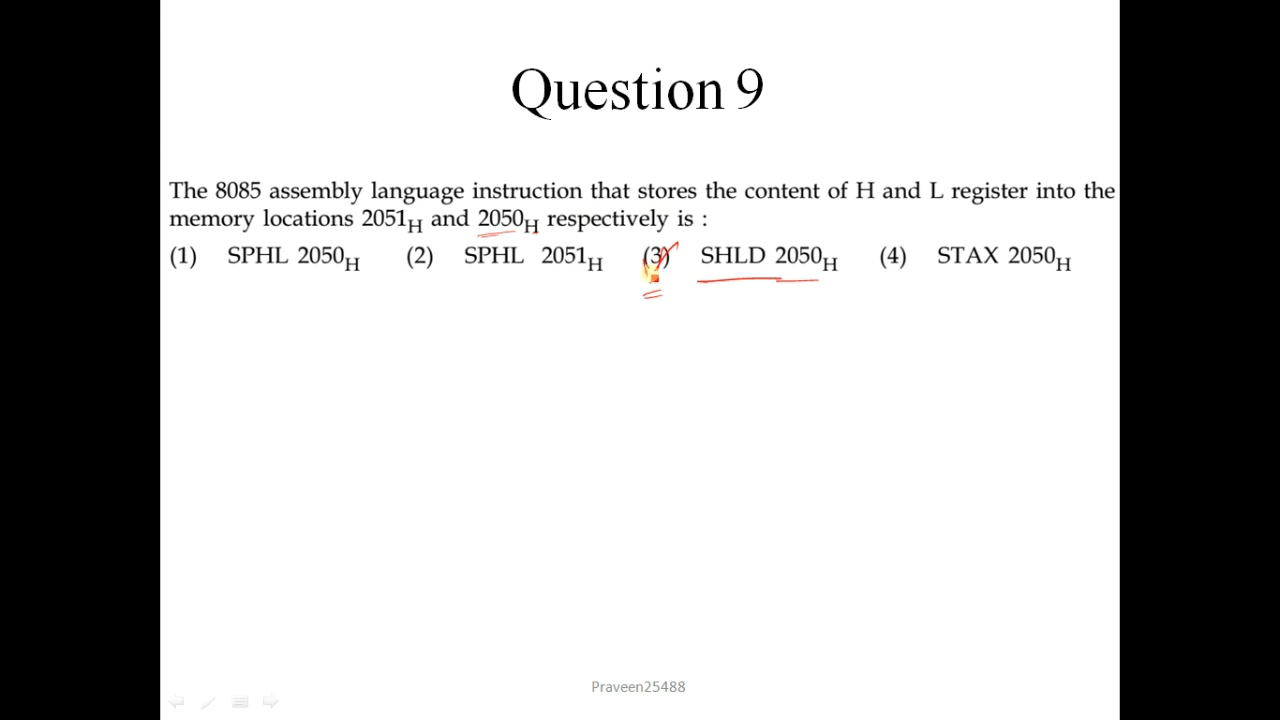 Question 9
The 8085 assembly language instruction that stores the content of H and L register into the
memory locations 2051H and 2050H respectively is :
(1) SPHL 2050H (2) SPHL 2051H (3) SHLD 2050H (4) STAX 2050H
Praveen25488